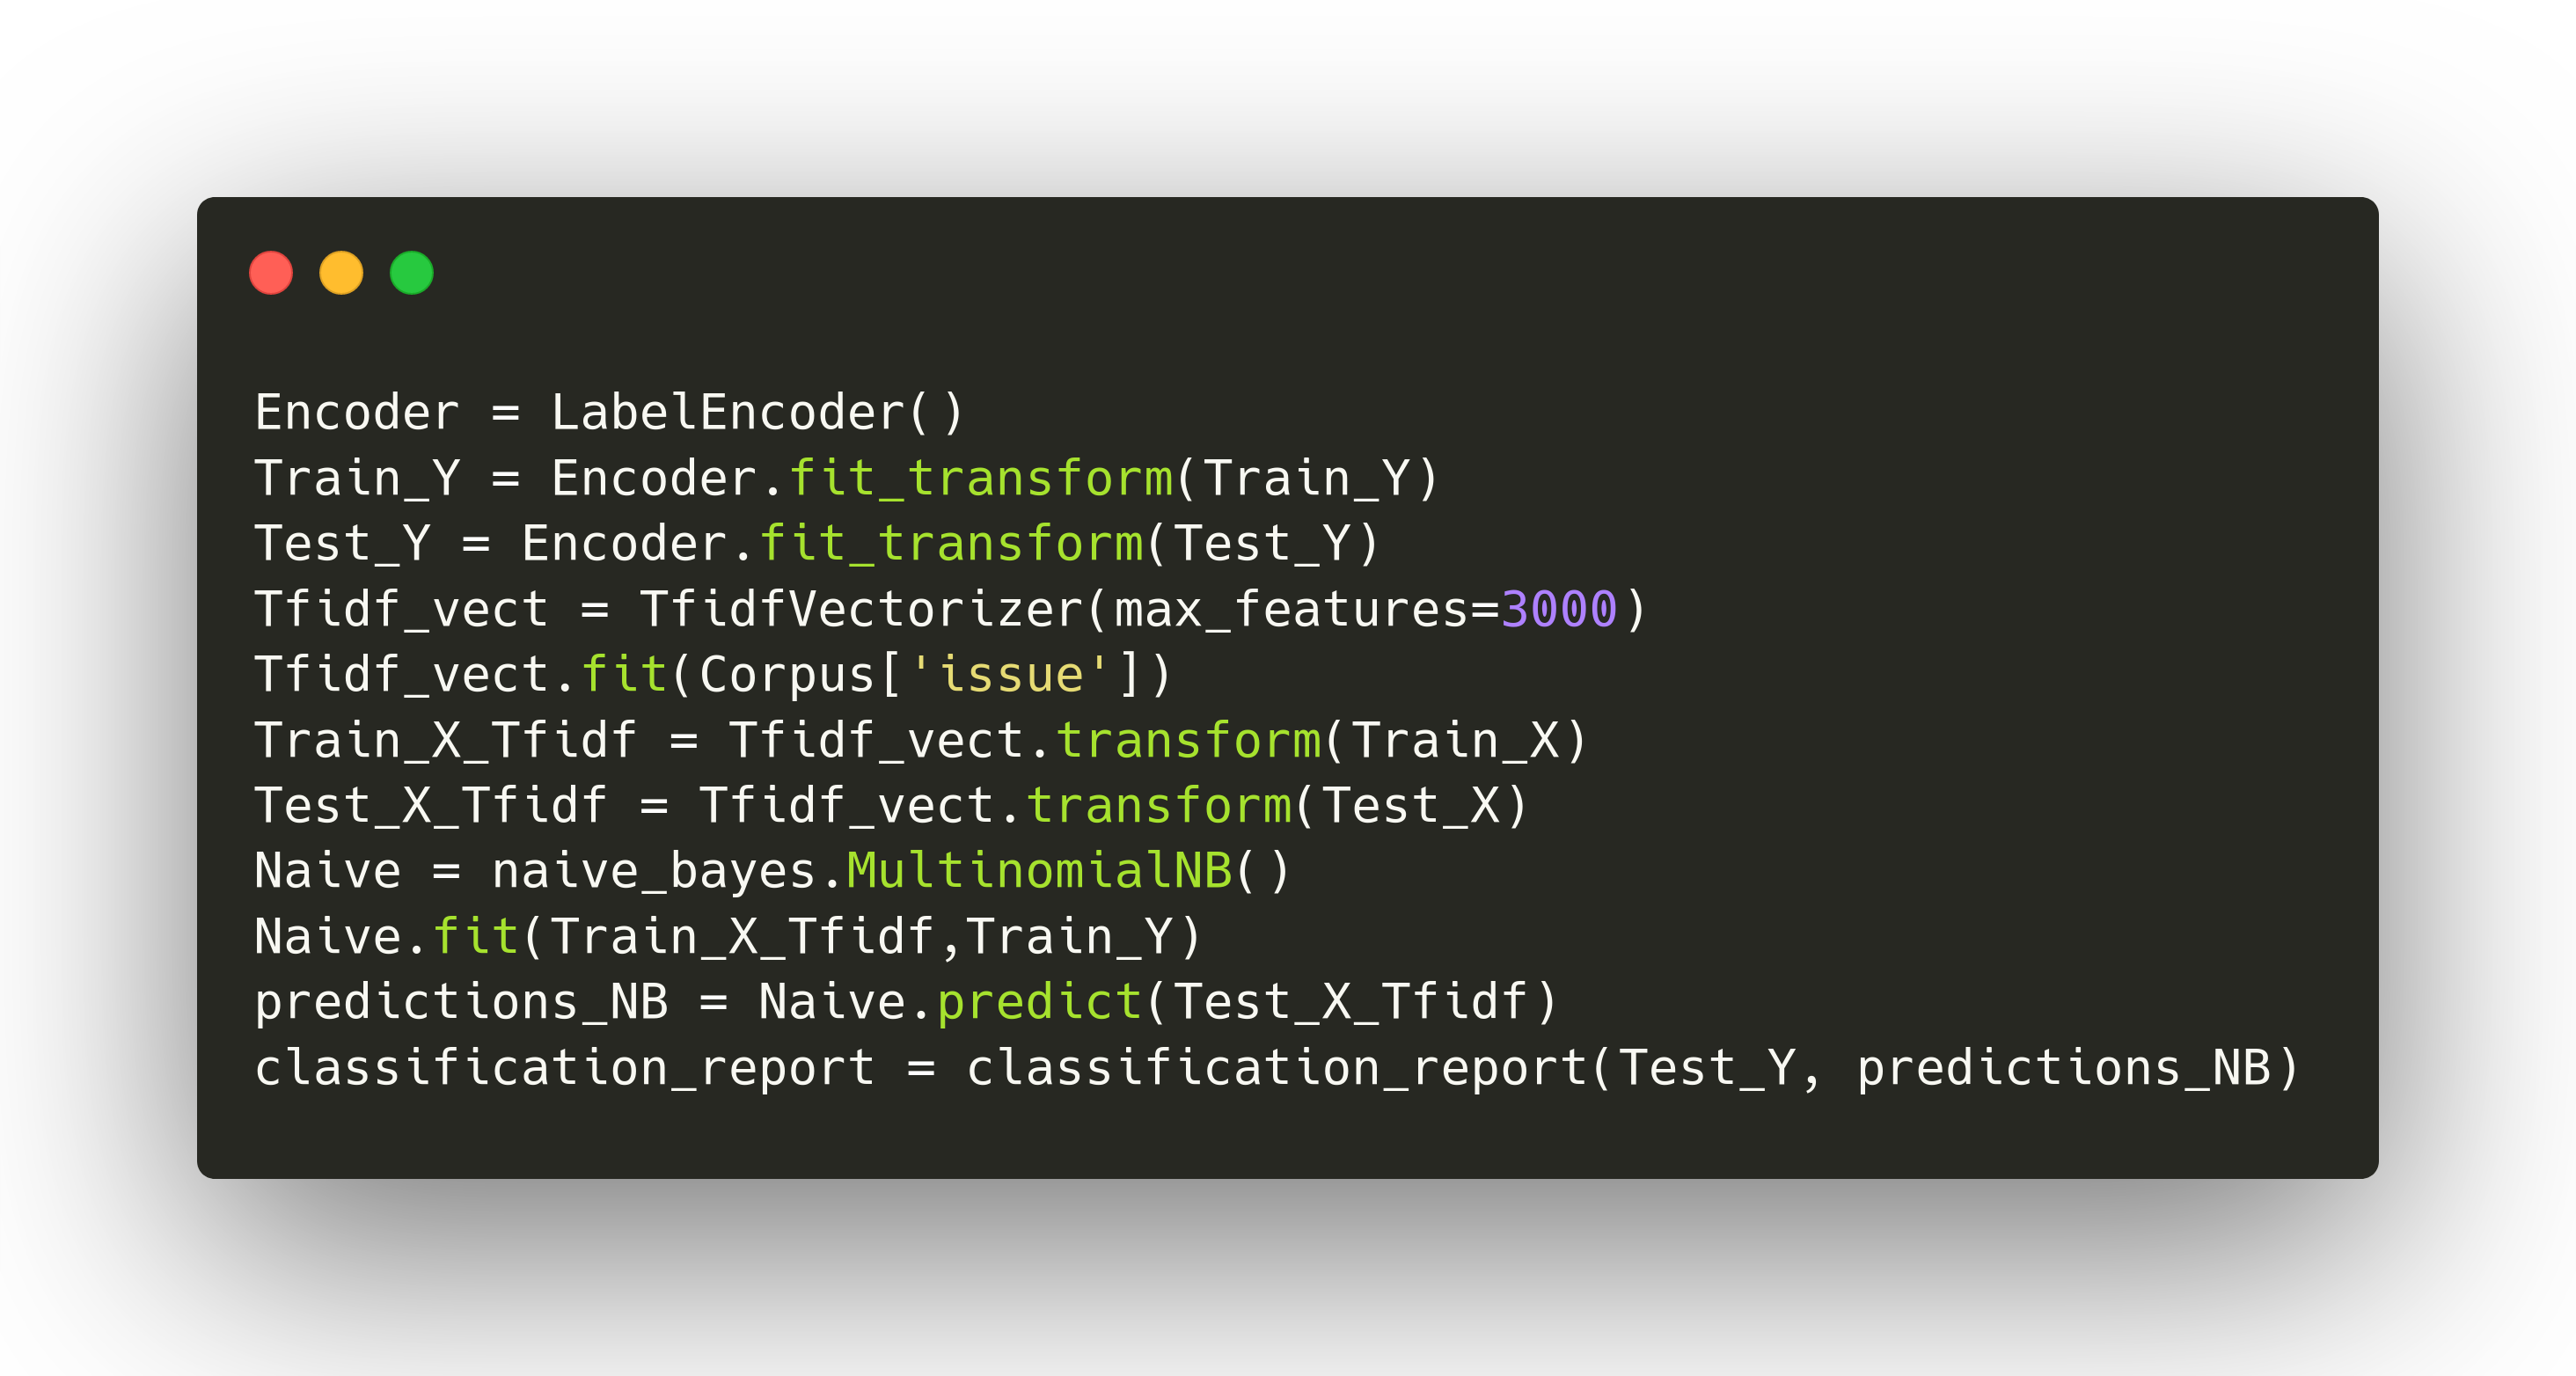 Encoder = LabelEncoder()
Train_Y = Encoder.fit_transform(Train_Y)
Test_Y = Encoder.fit_transform(Test_Y)
Tfidf_vect = TfidfVectorizer(max_features=3000)
Tfidf_vect.fit(Corpus['issue'])
Train_X_Tfidf = Tfidf_vect.transform(Train_X)
Test_X_Tfidf = Tfidf_vect.transform(Test_X)
Naive = naive_bayes.MultinomialNB()
Naive.fit(Train_X_Tfidf,Train_Y)
predictions_NB = Naive.predict(Test_X_Tfidf)
classification_report = classification_report(Test_Y, predictions_NB)